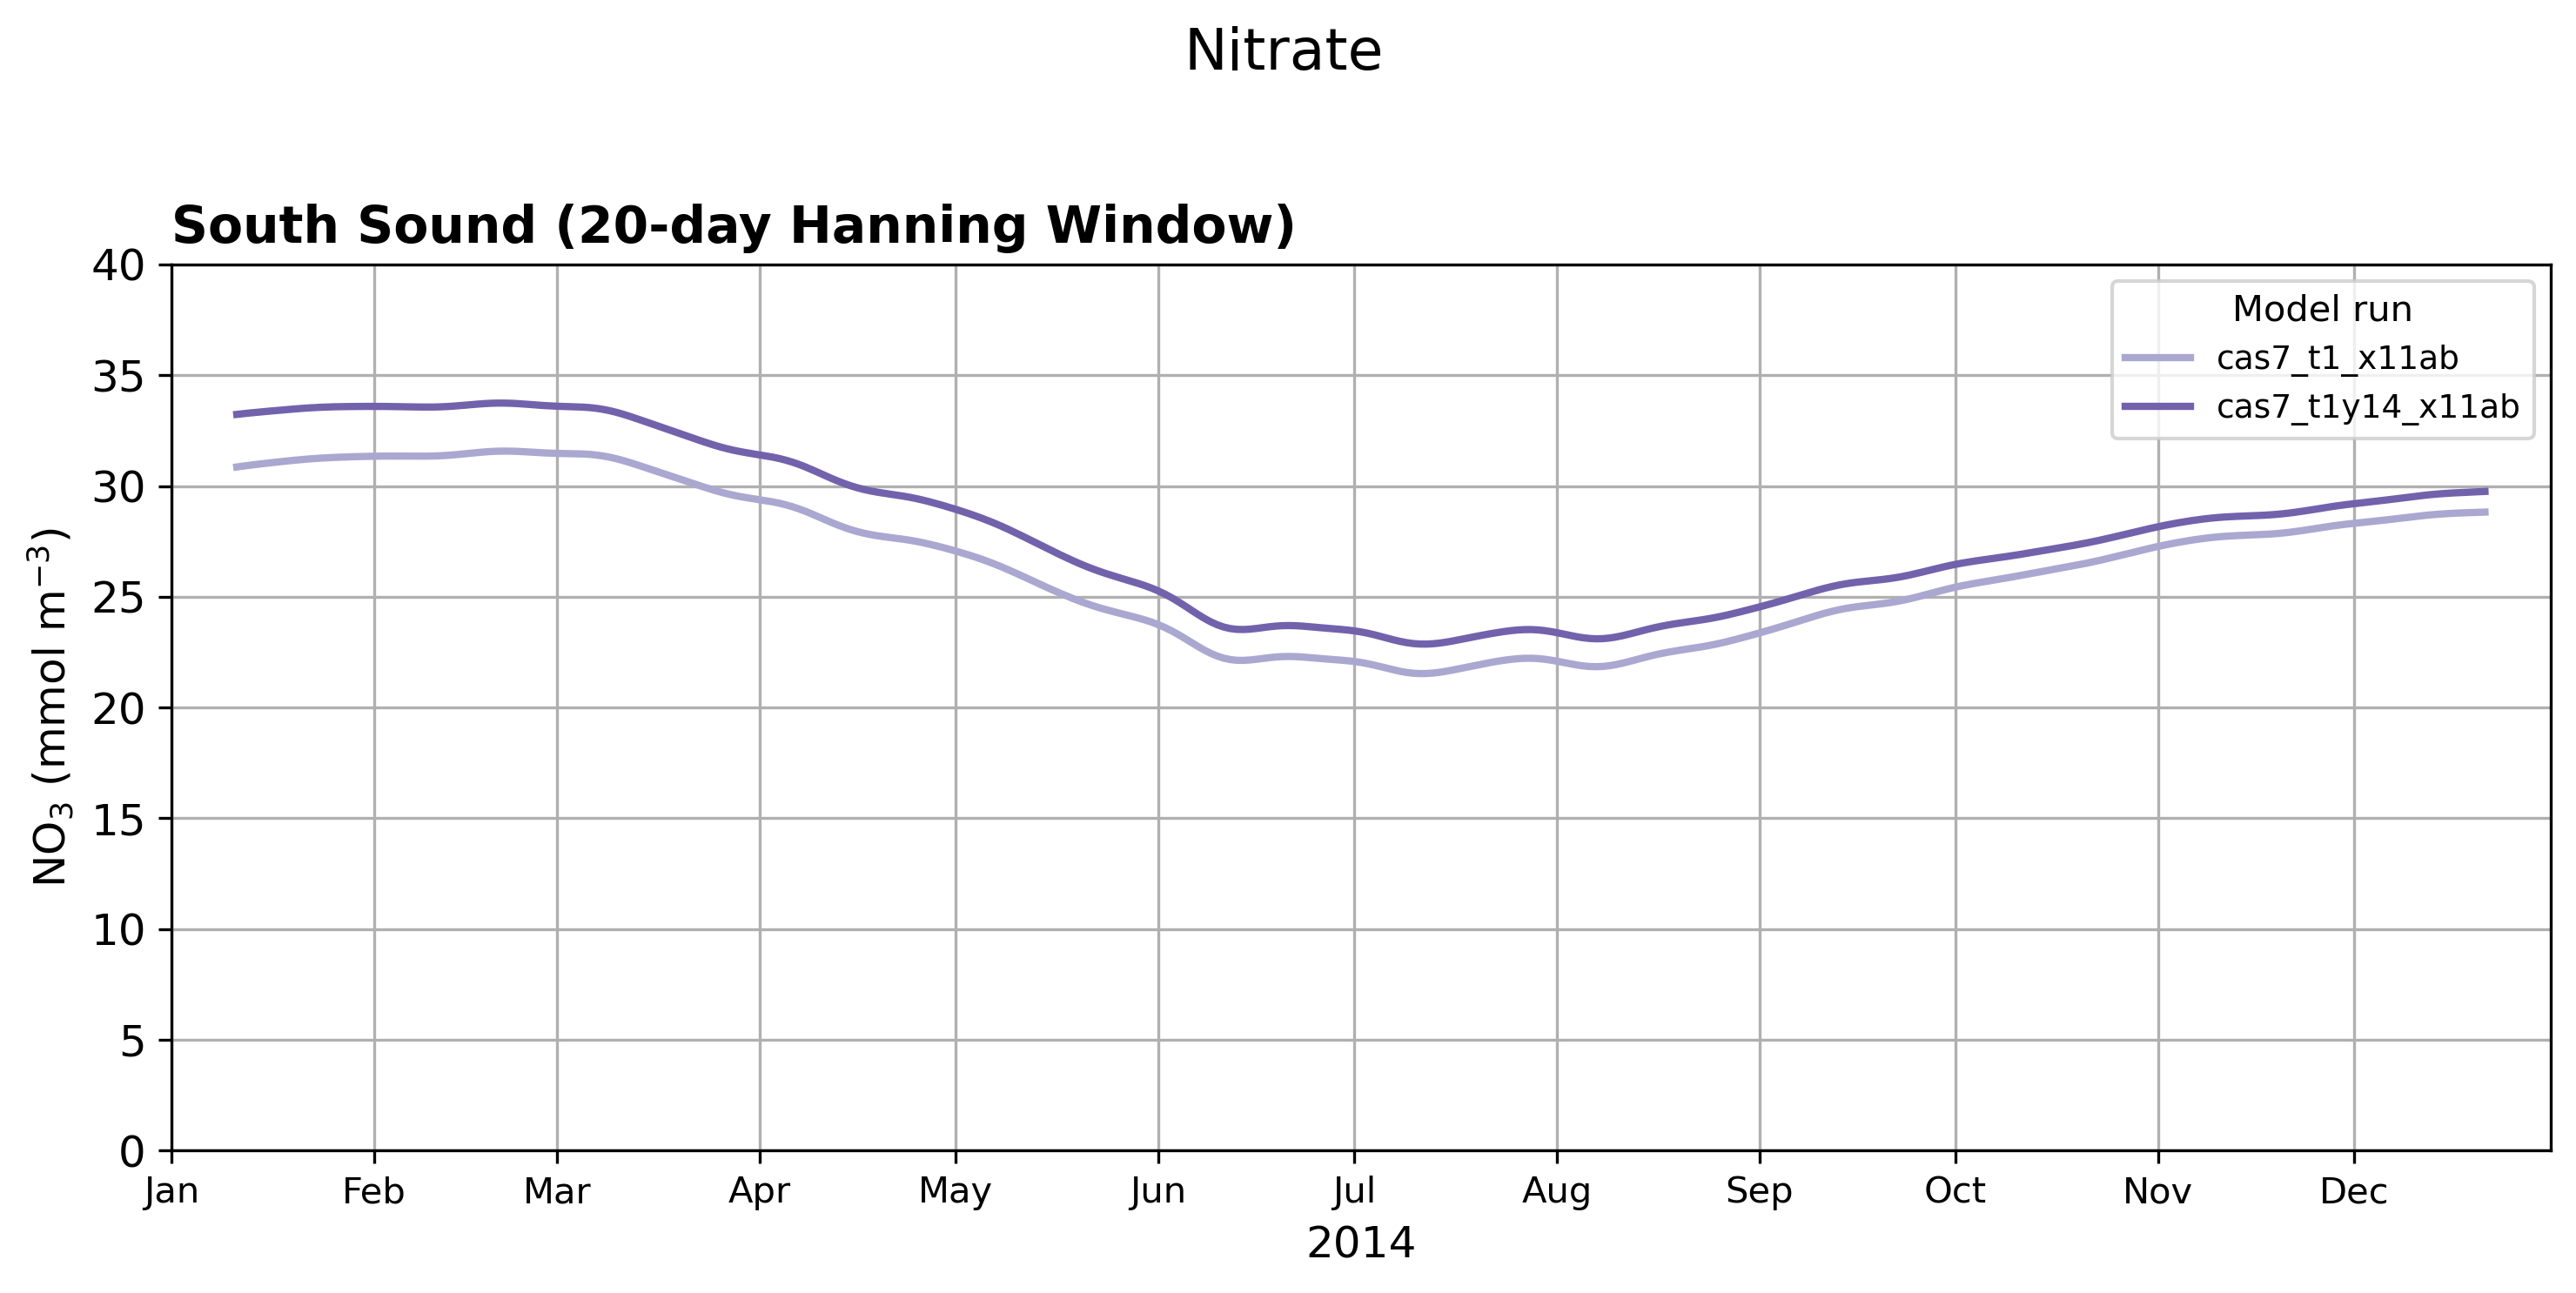 Nitrate
South Sound (20-day Hanning Window)
NO₃ (mmol m⁻³)
40
35
30
25
20
15
10
5
0
Model run
cas7_t1_x11ab
cas7_t1y14_x11ab
Jan Feb Mar Apr May Jun Jul Aug Sep Oct Nov Dec
2014